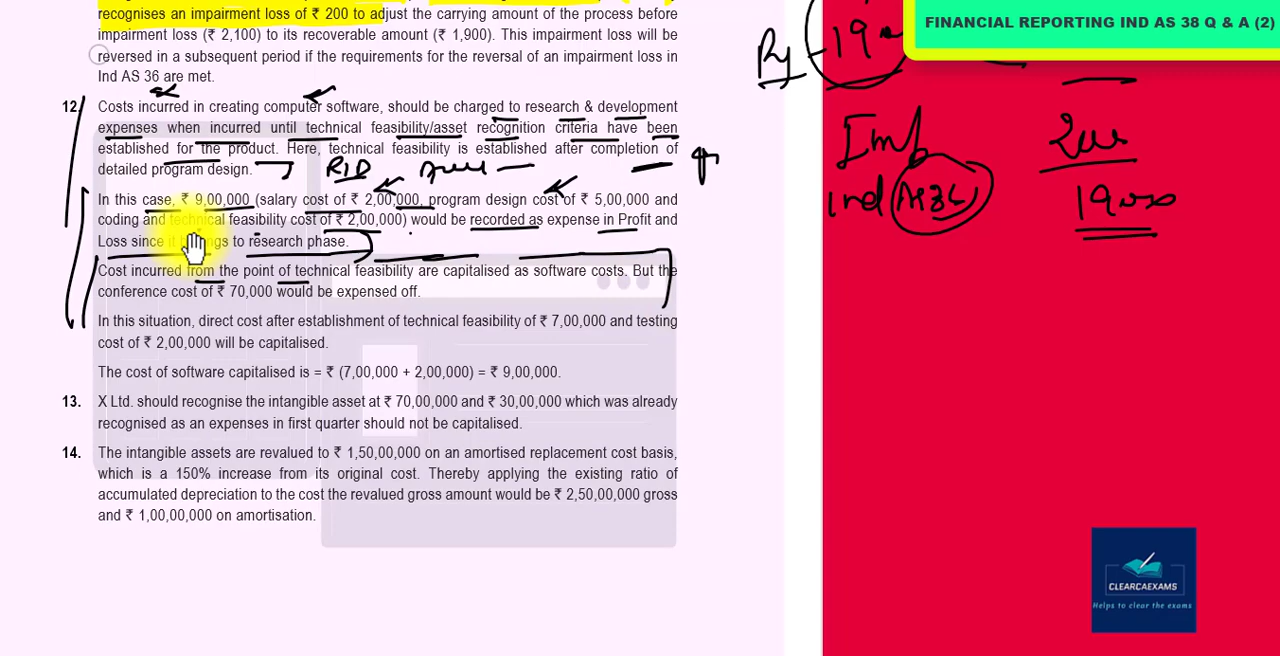 recognises an impairment loss of ₹ 200 to adjust the carrying amount of the process before
impairment loss (₹ 2,100) to its recoverable amount (₹ 1,900). This impairment loss will be
reversed in a subsequent period if the requirements for the reversal of an impairment loss in
Ind AS 36 are met.
12. Costs incurred in creating computer software, should be charged to research & development
expenses when incurred until technical feasibility/asset recognition criteria have been
established for the product. Here, technical feasibility is established after completion of
detailed program design.
In this case, ₹ 9,00,000 (salary cost of ₹ 2,00,000, program design cost of ₹ 5,00,000 and
coding and technical feasibility cost of ₹ 2,00,000) would be recorded as expense in Profit and
Loss since it belongs to research phase.
Cost incurred from the point of technical feasibility are capitalised as software costs. But the
conference cost of ₹ 70,000 would be expensed off.
In this situation, direct cost after establishment of technical feasibility of ₹ 7,00,000 and testing
cost of ₹ 2,00,000 will be capitalised.
The cost of software capitalised is = ₹ (7,00,000 + 2,00,000) = ₹ 9,00,000.
13. X Ltd. should recognise the intangible asset at ₹ 70,00,000 and ₹ 30,00,000 which was already
recognised as an expenses in first quarter should not be capitalised.
14. The intangible assets are revalued to ₹ 1,50,00,000 on an amortised replacement cost basis,
which is a 150% increase from its original cost. Thereby applying the existing ratio of
accumulated depreciation to the cost the revalued gross amount would be ₹ 2,50,00,000 gross
and ₹ 1,00,00,000 on amortisation.
FINANCIAL REPORTING IND AS 38 Q & A (2)
Ind AS36
CLEARCAEXAMS
Helps to clear the exams